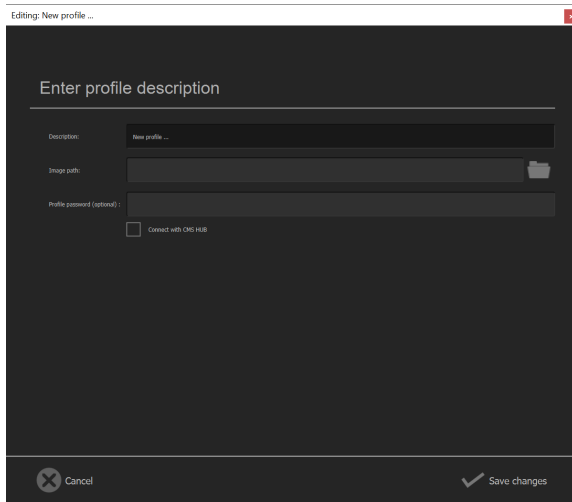 Editing: New profile ...
Enter profile description
Description:
New profile ...
Image path:
Profile password (optional) :
Connect with CMS HUB
Cancel
Save changes